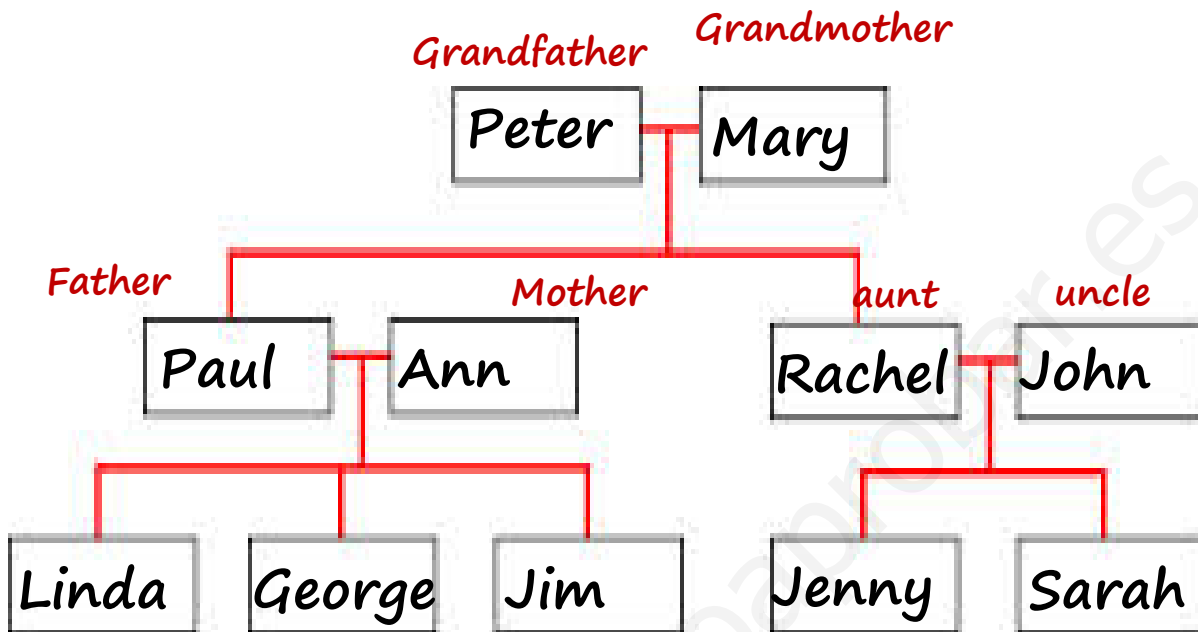 Grandfather Grandmother
Peter Mary
Father Mother aunt uncle
Paul Ann Rachel John
Linda George Jim Jenny Sarah